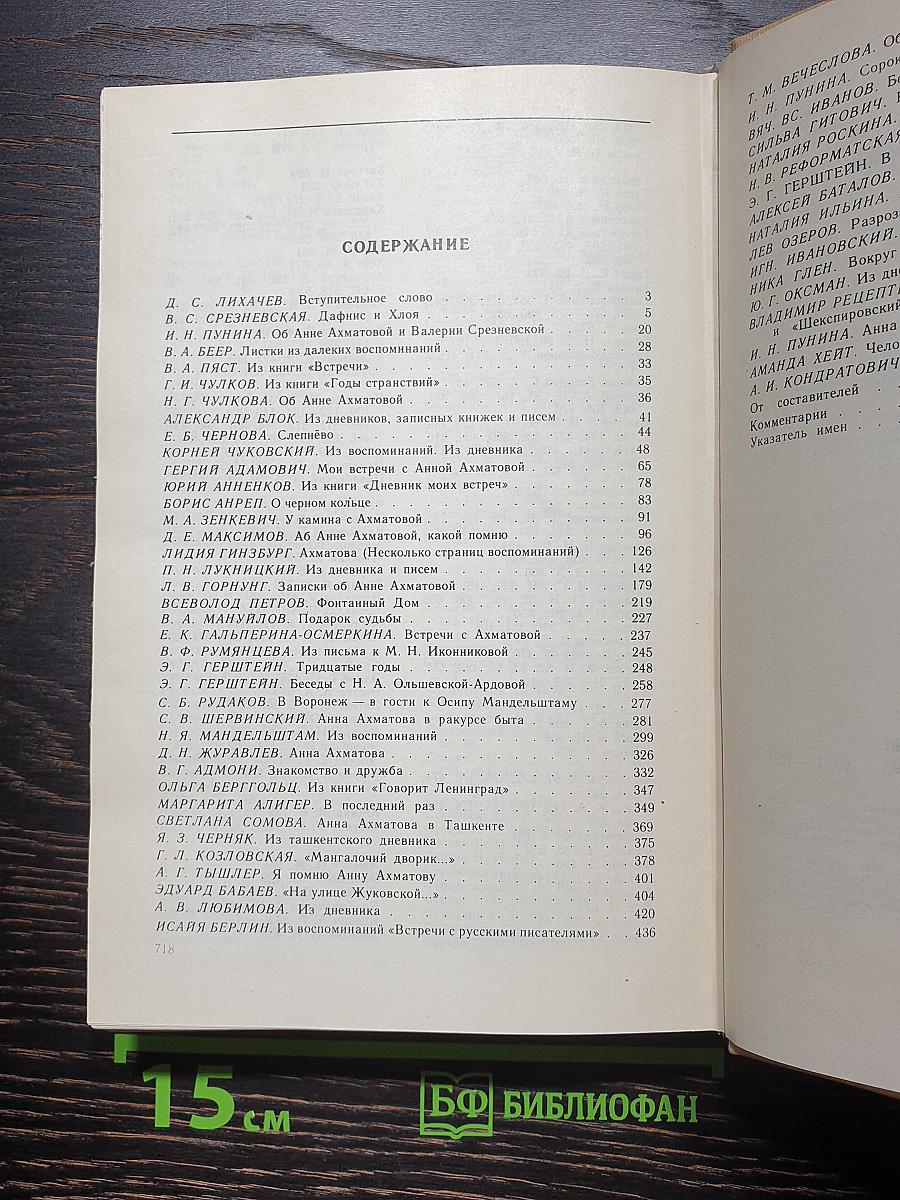 СОДЕРЖАНИЕ
Д. С. ЛИХАЧЕВ. Вступительное слово . . . 3
В. С. СРЕЗНЕВСКАЯ. Дафнис и Хлоя . . . 5
И. Н. ПУНИНА. Об Анне Ахматовой и Валерии Срезневской . . . 20
В. А. БЕЕР. Листки из далеких воспоминаний . . . 28
В. А. ПЯСТ. Из книги «Встречи» . . . 33
Г. И. ЧУЛКОВ. Из книги «Годы странствий» . . . 35
Н. Г. ЧУЛКОВА. Об Анне Ахматовой . . . 36
АЛЕКСАНДР БЛОК. Из дневников, записных книжек и писем . . . 41
Е. Б. ЧЕРНОВА. Слепнёво . . . 44
КОРНЕЙ ЧУКОВСКИЙ. Из воспоминаний. Из дневника . . . 48
ГЕРГИЙ АДАМОВИЧ. Мои встречи с Анной Ахматовой . . . 65
ЮРИЙ АННЕНКОВ. Из книги «Дневник моих встреч» . . . 78
БОРИС АНРЕП. О черном кольце . . . 83
М. А. ЗЕНКЕВИЧ. У камина с Ахматовой . . . 91
Д. Е. МАКСИМОВ. Аб Анне Ахматовой, какой помню . . . 96
ЛИДИЯ ГИНЗБУРГ. Ахматова (Несколько страниц воспоминаний) . . . 126
П. Н. ЛУКНИЦКИЙ. Из дневника и писем . . . 142
Л. В. ГОРНУНГ. Записки об Анне Ахматовой . . . 179
ВСЕВОЛОД ПЕТРОВ. Фонтанный Дом . . . 219
В. А. МАНУЙЛОВ. Подарок судьбы . . . 227
Е. К. ГАЛЬПЕРИНА-ОСМЕРКИНА. Встречи с Ахматовой . . . 237
В. Ф. РУМЯНЦЕВА. Из письма к М. Н. Иконниковой . . . 245
Э. Г. ГЕРШТЕЙН. Тридцатые годы . . . 248
Э. Г. ГЕРШТЕЙН. Беседы с Н. А. Ольшевской-Ардовой . . . 258
С. Б. РУДАКОВ. В Воронеж — в гости к Осипу Мандельштаму . . . 277
С. В. ШЕРВИНСКИЙ. Анна Ахматова в ракурсе быта . . . 281
Н. Я. МАНДЕЛЬШТАМ. Из воспоминаний . . . 299
Д. Н. ЖУРАВЛЕВ. Анна Ахматова . . . 326
В. Г. АДМОНИ. Знакомство и дружба . . . 332
ОЛЬГА БЕРГГОЛЬЦ. Из книги «Говорит Ленинград» . . . 347
МАРГАРИТА АЛИГЕР. В последний раз . . . 349
СВЕТЛАНА СОМОВА. Анна Ахматова в Ташкенте . . . 369
Я. З. ЧЕРНЯК. Из ташкентского дневника . . . 375
Г. Л. КОЗЛОВСКАЯ. «Мангалочий дворик...» . . . 378
А. Г. ТЫШЛЕР. Я помню Анну Ахматову . . . 401
ЭДУАРД БАБАЕВ. «На улице Жуковской...» . . . 404
А. В. ЛЮБИМОВА. Из дневника . . . 420
ИСАЙЯ БЕРЛИН. Из воспоминаний «Встречи с русскими писателями» . . 436
718
Т. М. ВЕЧЕСЛОВА. Об
И. Н. ПУНИНА. Сорок
ВЯЧ. ВС. ИВАНОВ. Бе
СИЛЬВА ГИТОВИЧ.
НАТАЛИЯ РОСКИНА.
Н. В. РЕФОРМАТСКАЯ
Э. Г. ГЕРШТЕЙН. В
АЛЕКСЕЙ БАТАЛОВ.
НАТАЛИЯ ИЛЬИНА.
ЛЕВ ОЗЕРОВ. Разроз
ИГН. ИВАНОВСКИЙ.
НИКА ГЛЕН. Вокруг
Ю. Г. ОКСМАН. Из дне
ВЛАДИМИР РЕЦЕПТЕ
и «Шекспировский
И. Н. ПУНИНА. Анна
АМАНДА ХЕЙТ. Чело
А. И. КОНДРАТОВИЧ
От составителей
Комментарии . . .
Указатель имен . .
15 см
БФ БИБЛИОФАН